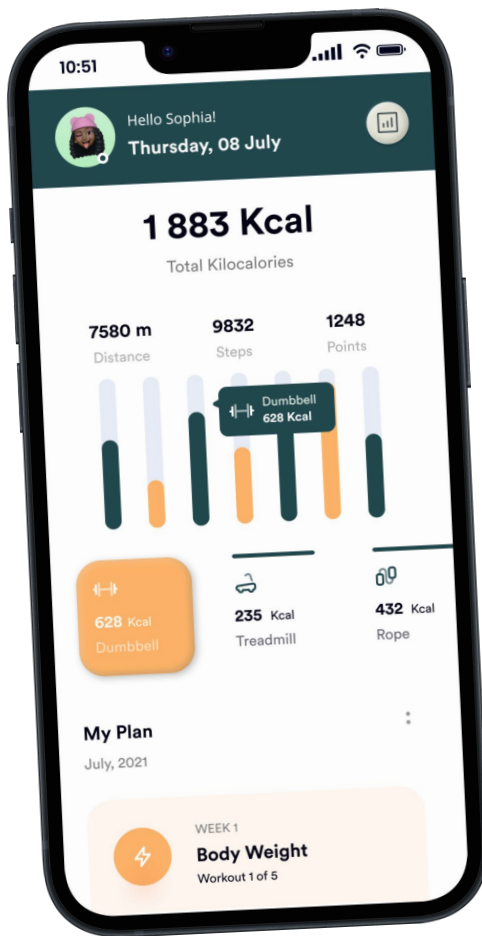 10:51
Hello Sophia!
Thursday, 08 July
1 883 Kcal
Total Kilocalories
7580 m
9832
1248
Distance
Steps
Points
Dumbbell
628 Kcal
628 Kcal
235 Kcal
432 Kcal
Dumbbell
Treadmill
Rope
My Plan
July, 2021
WEEK 1
Body Weight
Workout 1 of 5